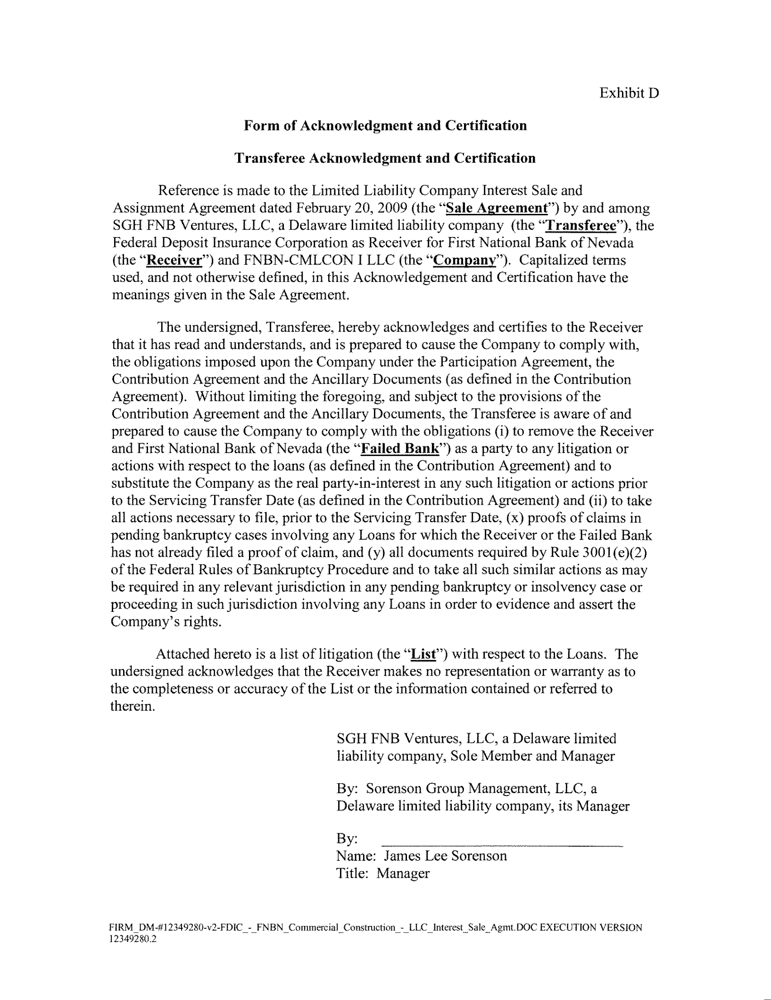 Exhibit D
Form of Acknowledgment and Certification
Transferee Acknowledgment and Certification
Reference is made to the Limited Liability Company Interest Sale and
Assignment Agreement dated February 20, 2009 (the “Sale Agreement”) by and among
SGH FNB Ventures, LLC, a Delaware limited liability company (the “Transferee”), the
Federal Deposit Insurance Corporation as Receiver for First National Bank of Nevada
(the “Receiver”) and FNBN-CMLCON I LLC (the “Company”). Capitalized terms
used, and not otherwise defined, in this Acknowledgement and Certification have the
meanings given in the Sale Agreement.
The undersigned, Transferee, hereby acknowledges and certifies to the Receiver
that it has read and understands, and is prepared to cause the Company to comply with,
the obligations imposed upon the Company under the Participation Agreement, the
Contribution Agreement and the Ancillary Documents (as defined in the Contribution
Agreement). Without limiting the foregoing, and subject to the provisions of the
Contribution Agreement and the Ancillary Documents, the Transferee is aware of and
prepared to cause the Company to comply with the obligations (i) to remove the Receiver
and First National Bank of Nevada (the “Failed Bank”) as a party to any litigation or
actions with respect to the loans (as defined in the Contribution Agreement) and to
substitute the Company as the real party-in-interest in any such litigation or actions prior
to the Servicing Transfer Date (as defined in the Contribution Agreement) and (ii) to take
all actions necessary to file, prior to the Servicing Transfer Date, (x) proofs of claims in
pending bankruptcy cases involving any Loans for which the Receiver or the Failed Bank
has not already filed a proof of claim, and (y) all documents required by Rule 3001(e)(2)
of the Federal Rules of Bankruptcy Procedure and to take all such similar actions as may
be required in any relevant jurisdiction in any pending bankruptcy or insolvency case or
proceeding in such jurisdiction involving any Loans in order to evidence and assert the
Company’s rights.
Attached hereto is a list of litigation (the “List”) with respect to the Loans. The
undersigned acknowledges that the Receiver makes no representation or warranty as to
the completeness or accuracy of the List or the information contained or referred to
therein.
SGH FNB Ventures, LLC, a Delaware limited
liability company, Sole Member and Manager
By: Sorenson Group Management, LLC, a
Delaware limited liability company, its Manager
By:
Name: James Lee Sorenson
Title: Manager
FIRM_DM-#12349280-v2-FDIC_-_FNBN_Commercial_Construction_-_LLC_Interest_Sale_Agmt.DOC EXECUTION VERSION
12349280.2